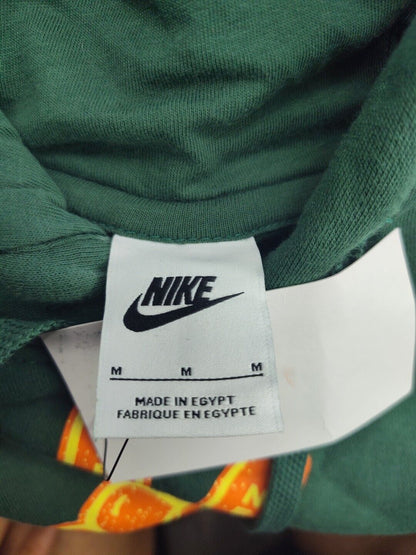 NIKE
M M M
MADE IN EGYPT
FABRIQUE EN EGYPTE